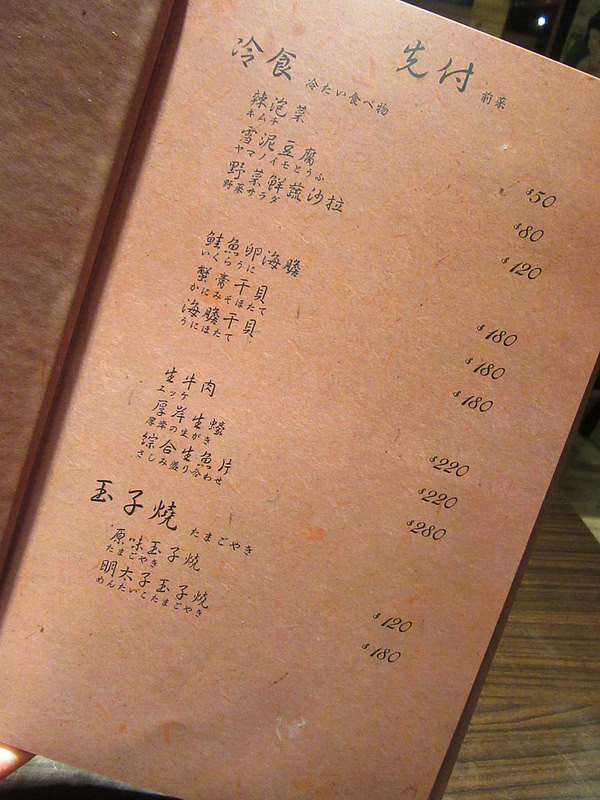 先付 前菜
冷食 冷たい食べ物
辣泡菜 $50
キムチ
雪泥豆腐 $80
ヤマノイモとうふ
野菜鮮蔬沙拉 $120
野菜サラダ
鮭魚卵海膽 $180
いくらうに
蟹膏干貝 $180
かにみそほたて
海膽干貝 $180
うにほたて
生牛肉 $220
ユッケ
厚岸生蠔 $220
厚岸のまがき
綜合生魚片 $280
さしみ盛り合わせ
玉子燒 たまごやき
原味玉子燒 $120
たまごやき
明太子玉子燒 $180
めんたいこたまごやき